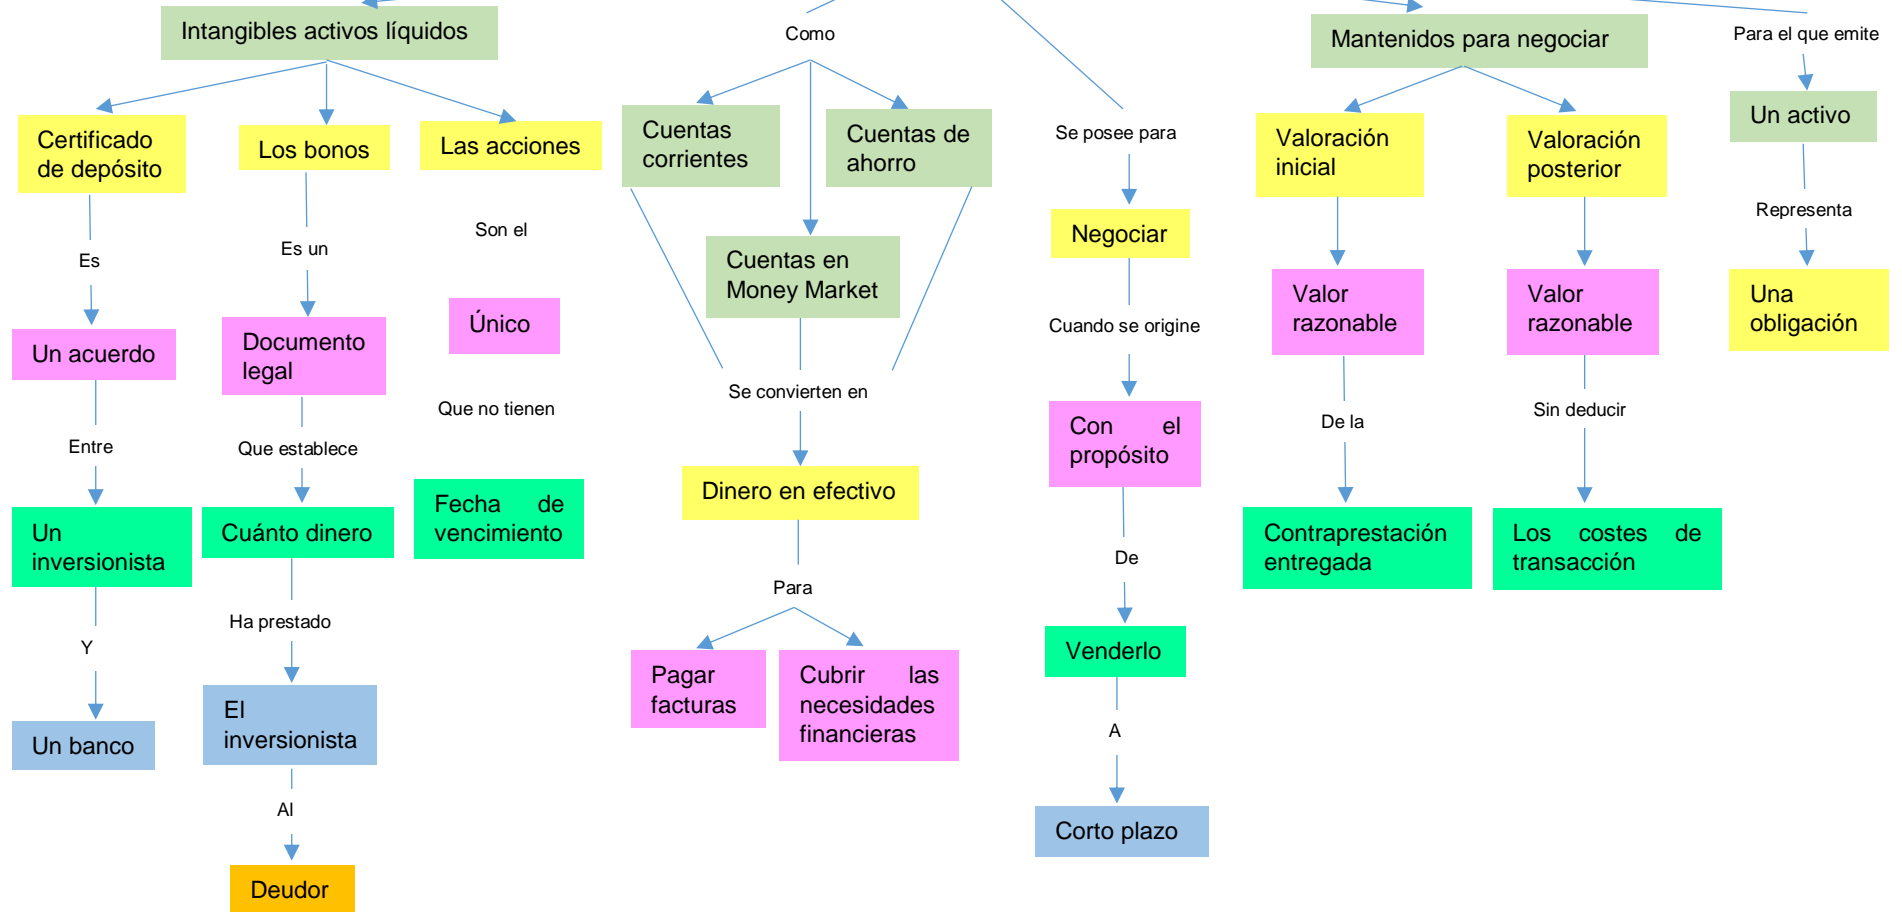 Intangibles activos líquidos
Certificado
de depósito
Es
Un acuerdo
Entre
Un
inversionista
Y
Un banco
Los bonos
Es un
Documento
legal
Que establece
Cuánto dinero
Ha prestado
El
inversionista
Al
Deudor
Las acciones
Son el
Único
Que no tienen
Fecha de
vencimiento
Como
Cuentas
corrientes
Cuentas de
ahorro
Cuentas en
Money Market
Se convierten en
Dinero en efectivo
Para
Pagar
facturas
Cubrir las
necesidades
financieras
Se posee para
Negociar
Cuando se origine
Con el
propósito
De
Venderlo
A
Corto plazo
Mantenidos para negociar
Valoración
inicial
Valor
razonable
De la
Contraprestación
entregada
Valoración
posterior
Valor
razonable
Sin deducir
Los costes de
transacción
Para el que emite
Un activo
Representa
Una
obligación